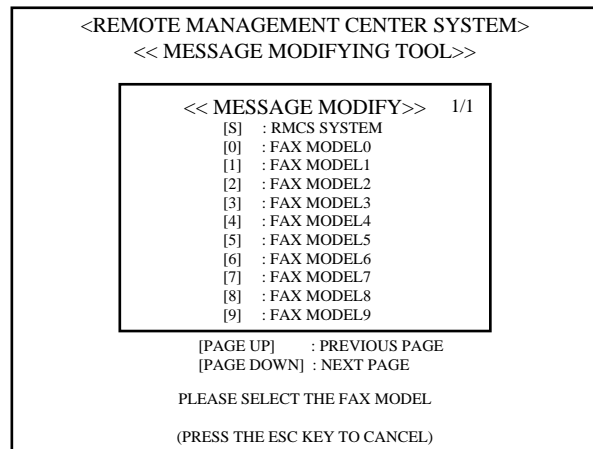 <REMOTE MANAGEMENT CENTER SYSTEM>
<< MESSAGE MODIFYING TOOL>>
<< MESSAGE MODIFY>> 1/1
[S] : RMCS SYSTEM
[0] : FAX MODEL0
[1] : FAX MODEL1
[2] : FAX MODEL2
[3] : FAX MODEL3
[4] : FAX MODEL4
[5] : FAX MODEL5
[6] : FAX MODEL6
[7] : FAX MODEL7
[8] : FAX MODEL8
[9] : FAX MODEL9
[PAGE UP] : PREVIOUS PAGE
[PAGE DOWN] : NEXT PAGE
PLEASE SELECT THE FAX MODEL
(PRESS THE ESC KEY TO CANCEL)